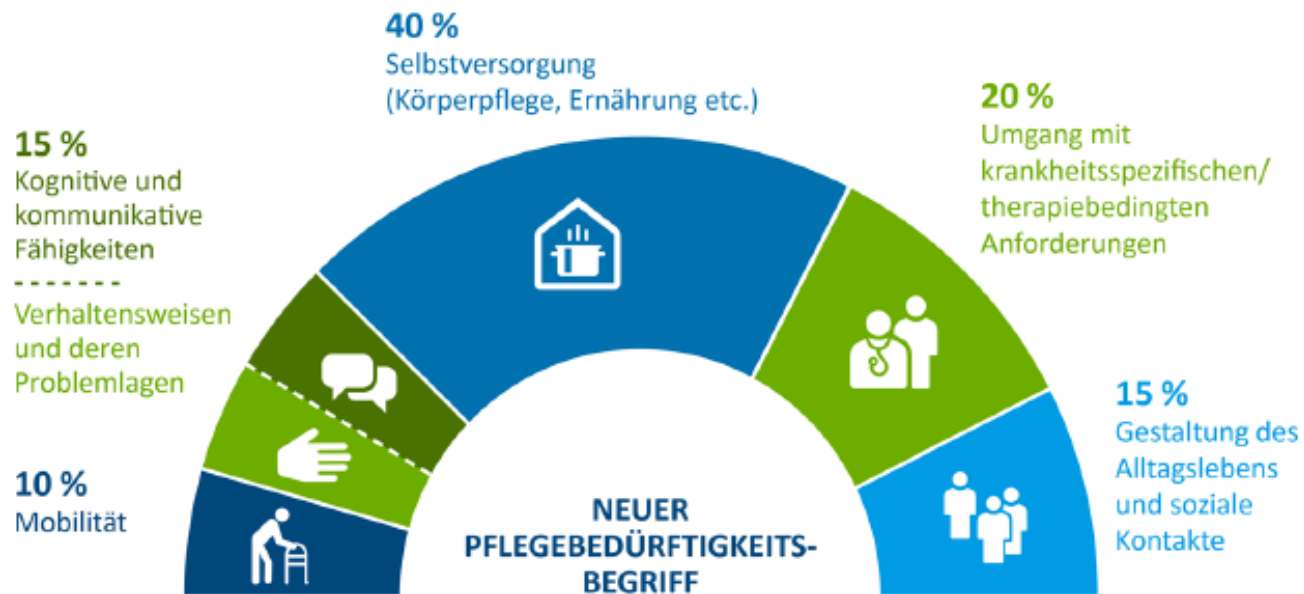 40 %
Selbstversorgung
(Körperpflege, Ernährung etc.)
20 %
Umgang mit
krankheitsspezifischen/
therapiebedingten
Anforderungen
15 %
Kognitive und
kommunikative
Fähigkeiten
-------
Verhaltensweisen
und deren
Problemlagen
15 %
Gestaltung des
Alltagslebens
und soziale
Kontakte
10 %
Mobilität
NEUER
PFLEGEBEDÜRFTIGKEITS-
BEGRIFF